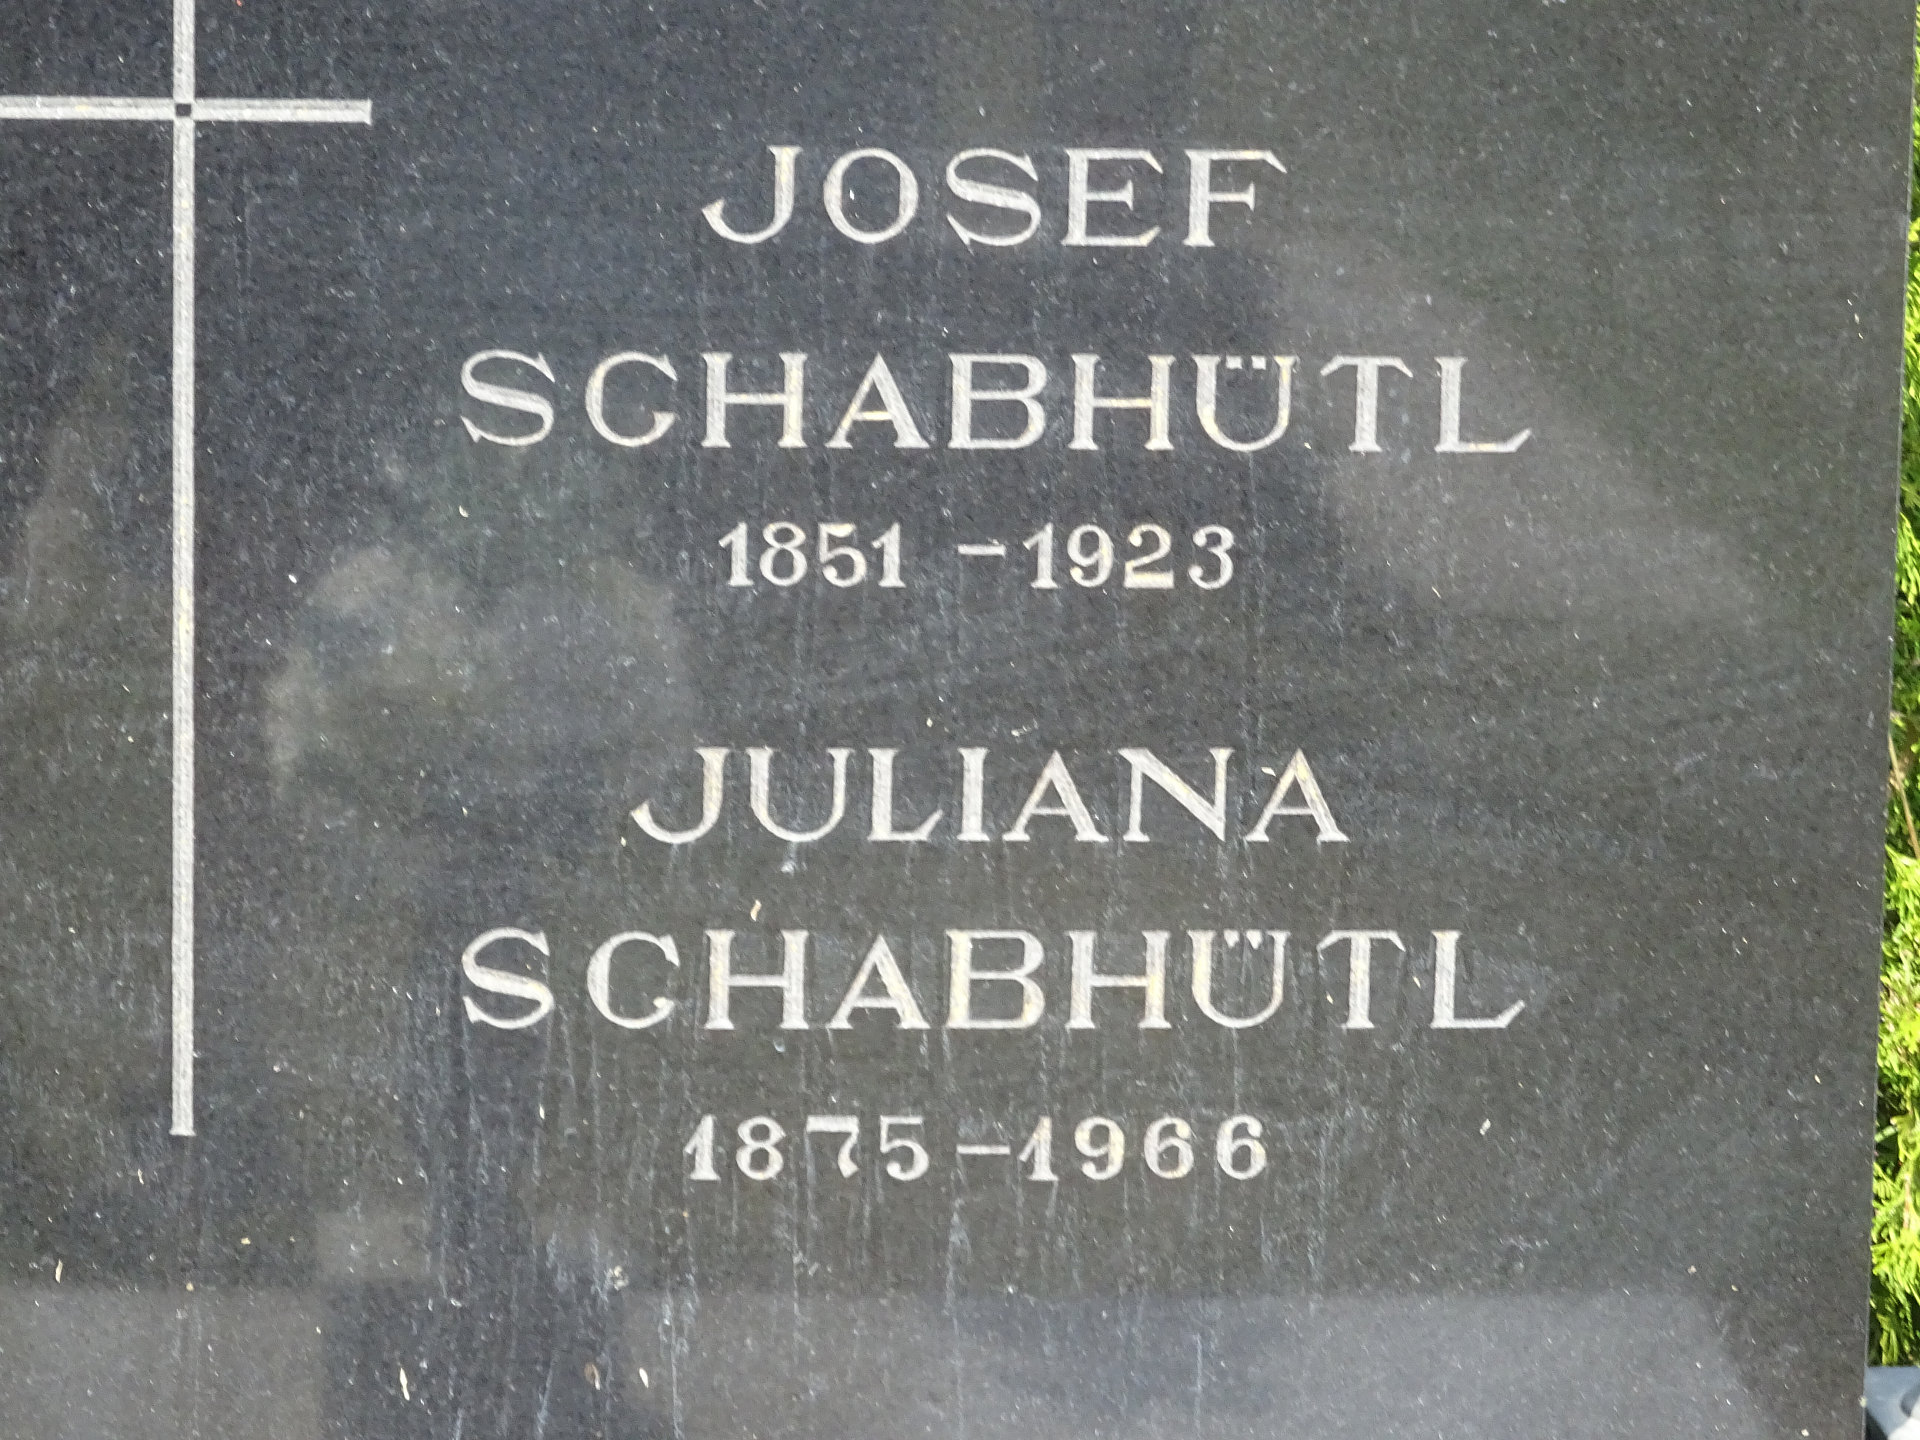 JOSEF
SCHABHÜTL
1851 – 1923
JULIANA
SCHABHÜTL
1875 – 1966